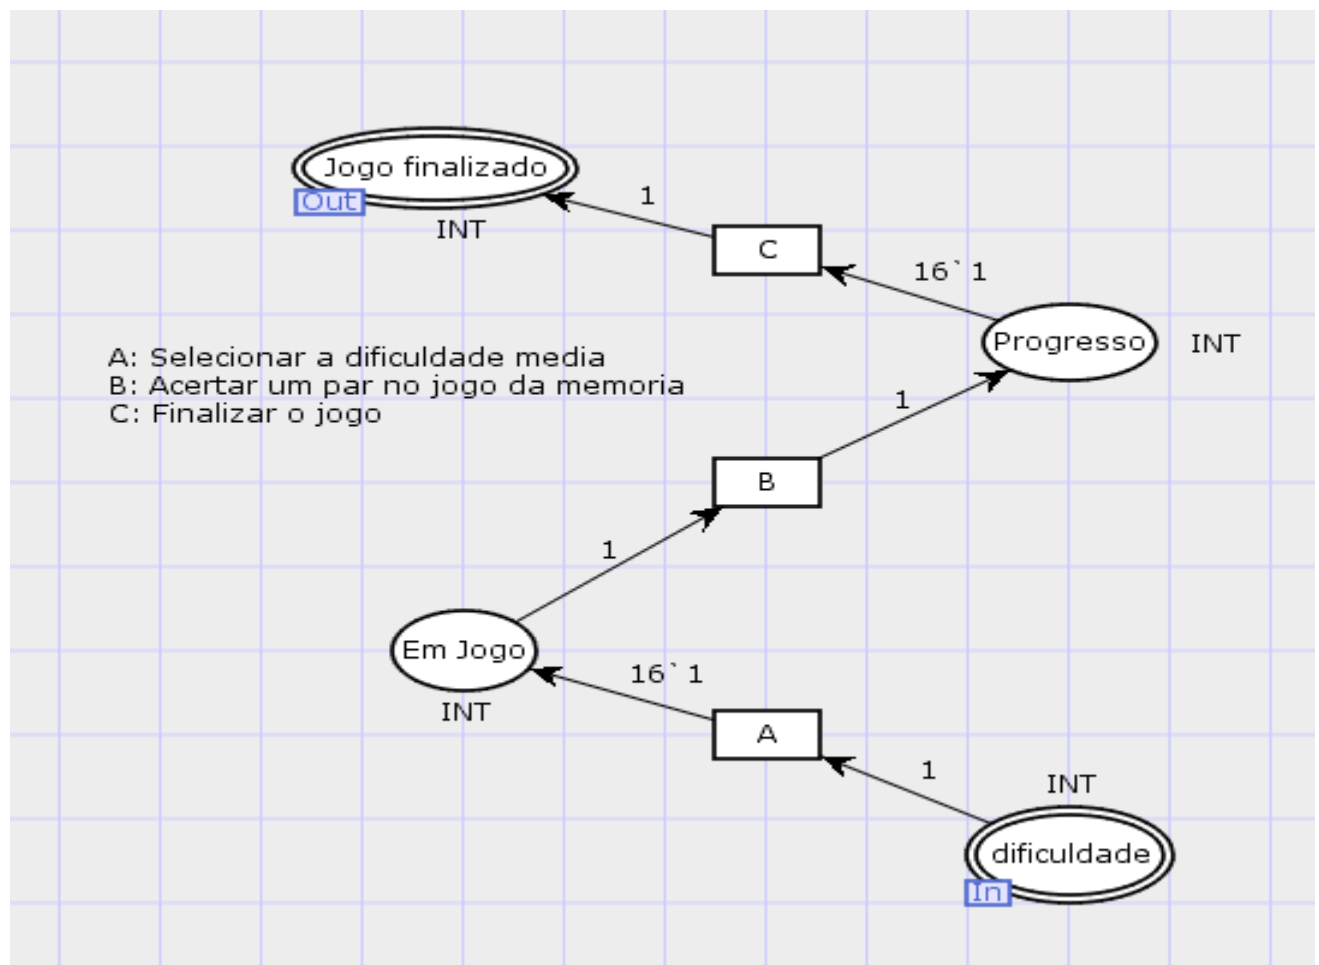 Jogo finalizado
Out
INT
1
C
16`1
Progresso
INT
A: Selecionar a dificuldade media
B: Acertar um par no jogo da memoria
C: Finalizar o jogo
1
B
1
Em Jogo
INT
16`1
A
1
INT
dificuldade
In